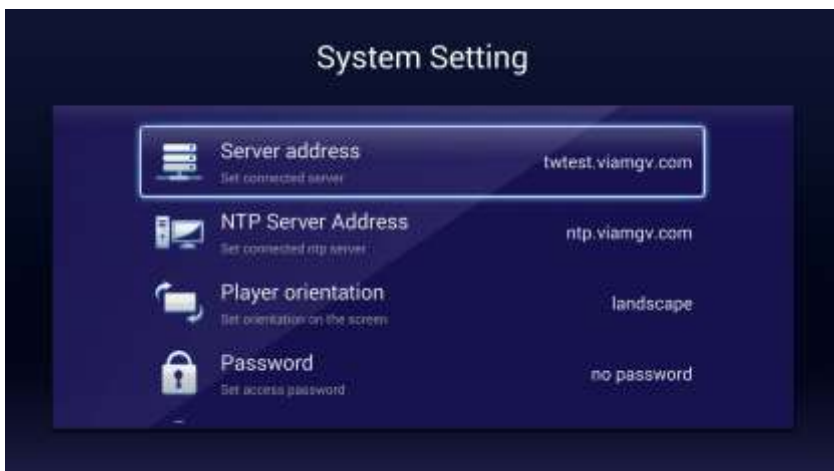 System Setting
Server address
Set connected server
twtest.viamgv.com
NTP Server Address
Set connected ntp server
ntp.viamgv.com
Player orientation
Set orientation on the screen
landscape
Password
Set access password
no password